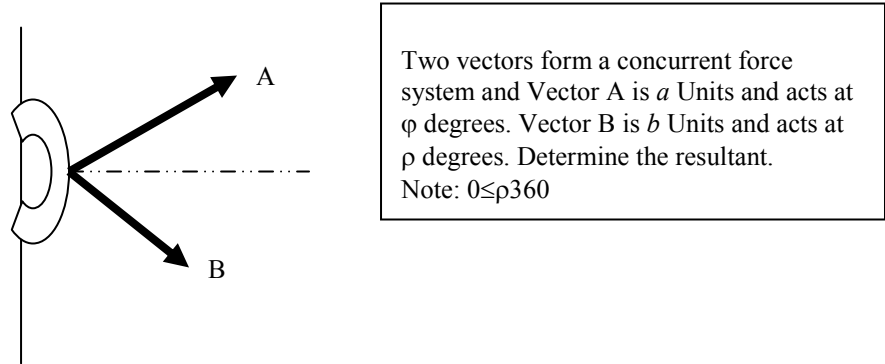 A
B
Two vectors form a concurrent force
system and Vector A is a Units and acts at
φ degrees. Vector B is b Units and acts at
ρ degrees. Determine the resultant.
Note: 0≤ρ360